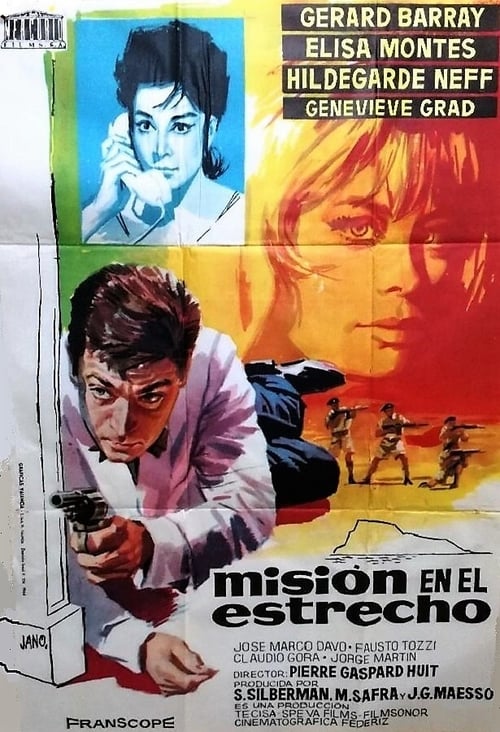 FILMS. S.A.
GERARD BARRAY
ELISA MONTES
HILDEGARDE NEFF
GENEVIEVE GRAD
misión EN EL
estrecho
JANO.
JOSE MARCO DAVO · FAUSTO TOZZI
CLAUDIO GORA · JORGE MARTIN
DIRECTOR: PIERRE GASPARD HUIT
PRODUCIDA POR
S. SILBERMAN, M. SAFRA Y J.G. MAESSO
ES UNA PRODUCCIÓN
TECISA-SPEVA FILMS-FILMSONOR
CINEMATOGRAFICA FEDERIZ
FRANSCOPE